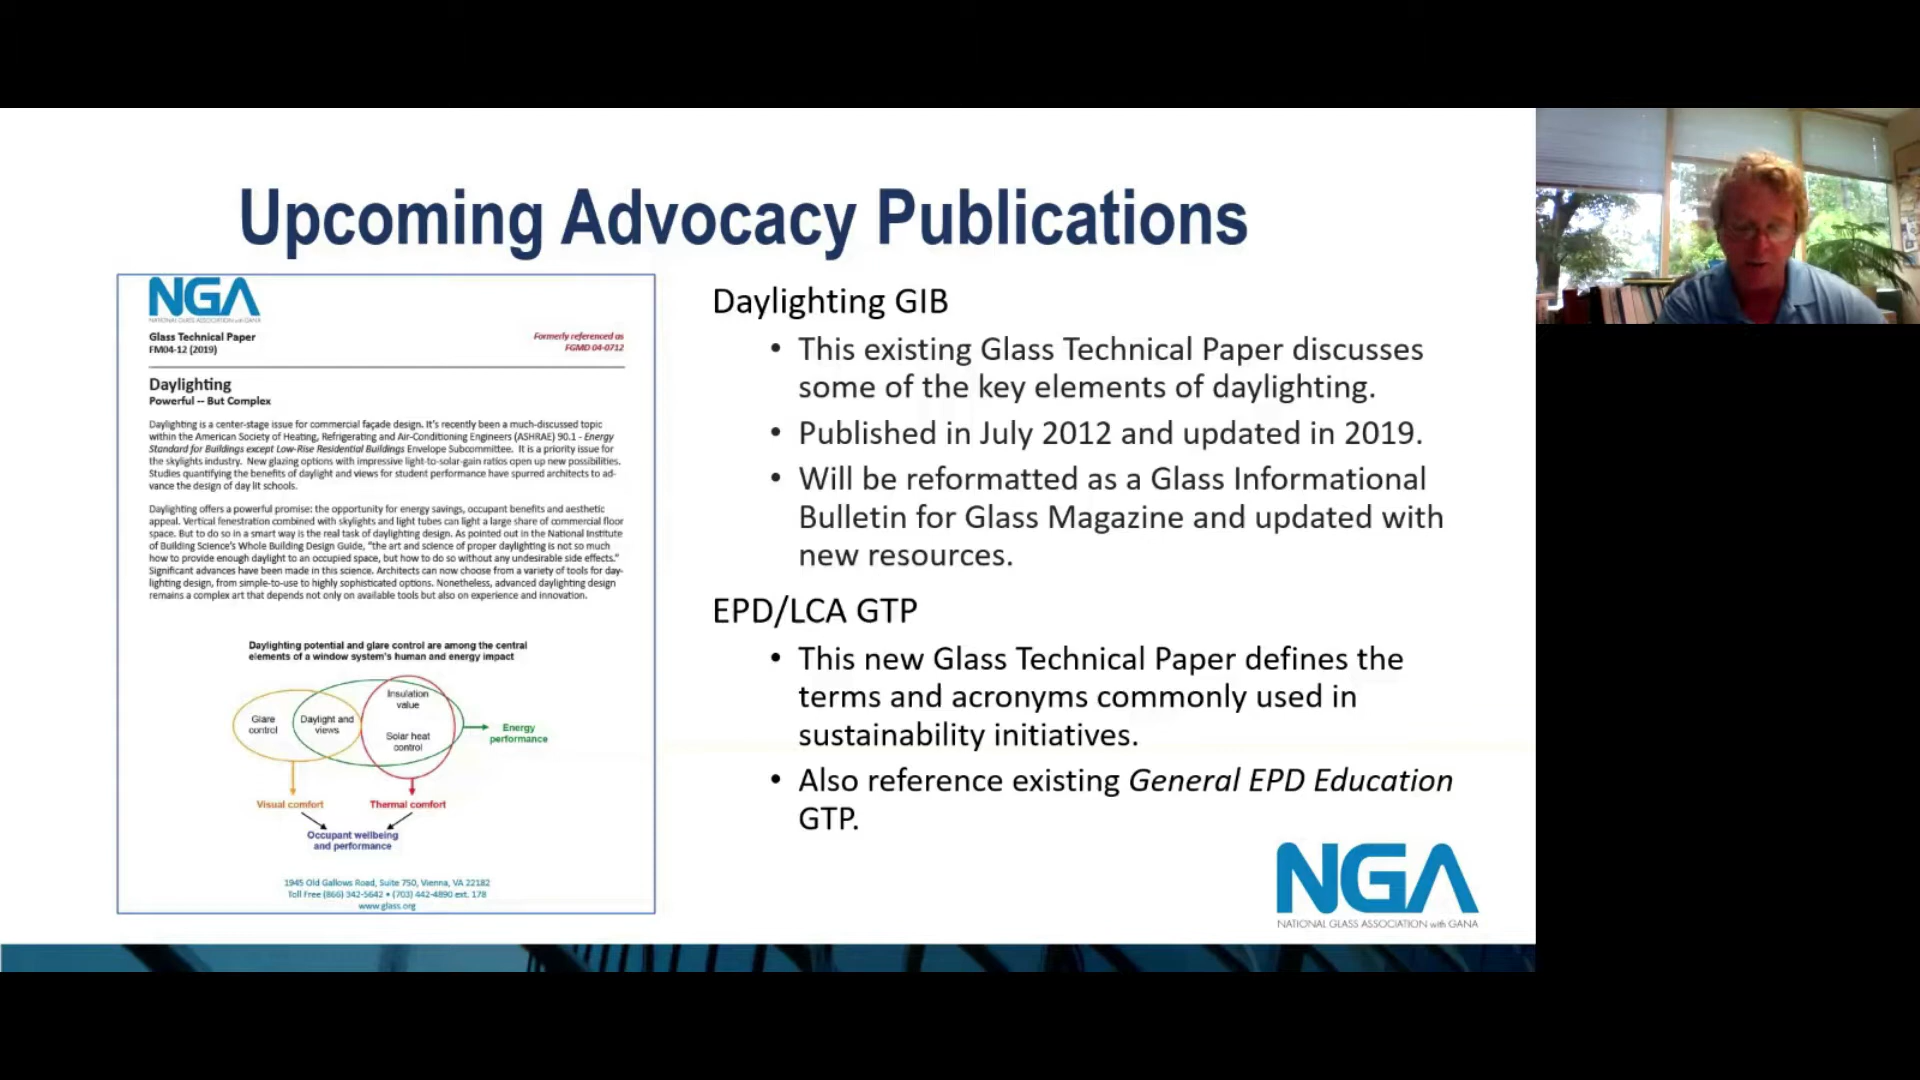 Upcoming Advocacy Publications
NGA
NATIONAL GLASS ASSOCIATION with GANA
Glass Technical Paper
FM04-12 (2019)
Formerly referenced as
FGMD 04-0712
Daylighting
Powerful -- But Complex
Daylighting is a center-stage issue for commercial façade design. It's recently been a much-discussed topic
within the American Society of Heating, Refrigerating and Air-Conditioning Engineers (ASHRAE) 90.1 - Energy
Standard for Buildings except Low-Rise Residential Buildings Envelope Subcommittee. It is a priority issue for
the skylights industry. New glazing options with impressive light-to-solar-gain ratios open up new possibilities.
Studies quantifying the benefits of daylight and views for student performance have spurred architects to ad-
vance the design of day lit schools.
Daylighting offers a powerful promise: the opportunity for energy savings, occupant benefits and aesthetic
appeal. Vertical fenestration combined with skylights and light tubes can light a large share of commercial floor
space. But to do so in a smart way is the real task of daylighting design. As pointed out in the National Institute
of Building Science's Whole Building Design Guide, "the art and science of proper daylighting is not so much
how to provide enough daylight to an occupied space, but how to do so without any undesirable side effects."
Significant advances have been made in this science. Architects can now choose from a variety of tools for day-
lighting design, from simple-to-use to highly sophisticated options. Nonetheless, advanced daylighting design
remains a complex art that depends not only on available tools but also on experience and innovation.
Daylighting potential and glare control are among the central
elements of a window system's human and energy impact
Glare
control
Daylight and
views
Insulation
value
Solar heat
control
Energy
performance
Visual comfort
Thermal comfort
Occupant wellbeing
and performance
1945 Old Gallows Road, Suite 750, Vienna, VA 22182
Toll Free (866) 342-5642 • (703) 442-4890 ext. 178
www.glass.org
Daylighting GIB
• This existing Glass Technical Paper discusses
some of the key elements of daylighting.
• Published in July 2012 and updated in 2019.
• Will be reformatted as a Glass Informational
Bulletin for Glass Magazine and updated with
new resources.
EPD/LCA GTP
• This new Glass Technical Paper defines the
terms and acronyms commonly used in
sustainability initiatives.
• Also reference existing General EPD Education
GTP.
NGA
NATIONAL GLASS ASSOCIATION with GANA